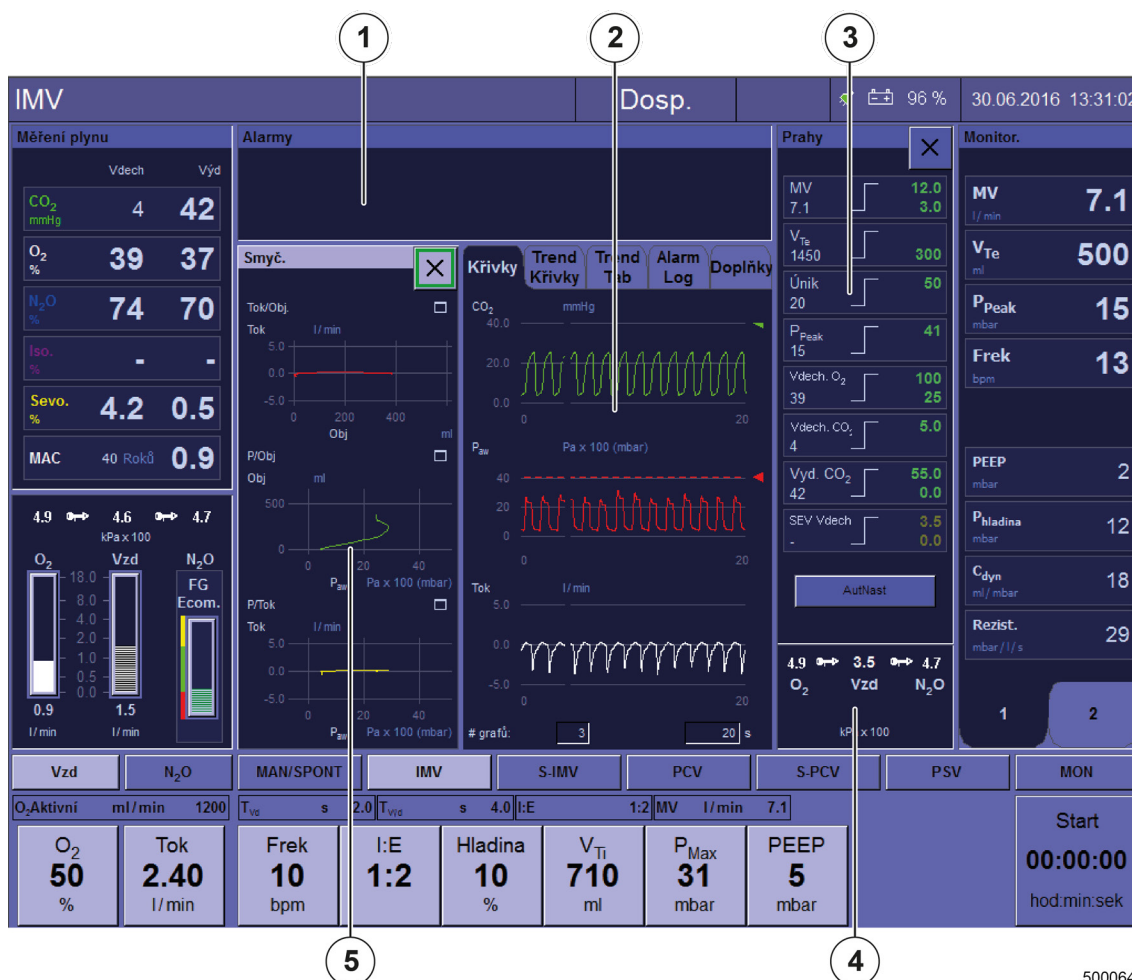 1 2 3
IMV Dosp. 96 % 30.06.2016 13:31:02
Měření plynu
Vdech Výd
CO2 mmHg 4 42
O2 % 39 37
N2O % 74 70
Iso. % - -
Sevo. % 4.2 0.5
MAC 40 Roků 0.9
4.9 4.6 4.7
kPa x 100
O2 Vzd N2O
18.0
8.0
4.0
2.0
1.0
0.5
0.0
FG
Ecom.
0.9 1.5
l/min l/min
Alarmy
Smyč.
Tok/Obj.
Tok l/min
5.0
0.0
-5.0
0 200 400
Obj ml
P/Obj
Obj ml
500
0
0 20 40
Paw Pa x 100 (mbar)
P/Tok
Tok l/min
5.0
0.0
-5.0
0 20 40
Paw Pa x 100 (mbar)
Křivky Trend Křivky Trend Tab Alarm Log Doplňky
CO2 mmHg
40.0
20.0
0.0
0 20
Paw Pa x 100 (mbar)
40
20
0
0 20
Tok l/min
5.0
0.0
-5.0
0 20
# grafů: 3 20 s
Prahy
MV 12.0
7.1 3.0
VTe
1450 300
Únik 50
20
PPeak 41
15
Vdech. O2 100
39 25
Vdech. CO2 5.0
4
Vyd. CO2 55.0
42 0.0
SEV Vdech 3.5
- 0.0
AutNast
4.9 3.5 4.7
O2 Vzd N2O
kPa x 100
Monitor.
MV 7.1
l/min
VTe 500
ml
PPeak 15
mbar
Frek 13
bpm
PEEP 2
mbar
Phladina 12
mbar
Cdyn 18
ml/mbar
Rezist. 29
mbar/l/s
1 2
Vzd N2O MAN/SPONT IMV S-IMV PCV S-PCV PSV MON
O2Aktivní ml/min 1200 TVd s 2.0 TVýd s 4.0 I:E 1:2 MV l/min 7.1
O2 50 %
Tok 2.40 l/min
Frek 10 bpm
I:E 1:2
Hladina 10 %
VTi 710 ml
PMax 31 mbar
PEEP 5 mbar
Start
00:00:00
hod:min:sek
5 4
500064